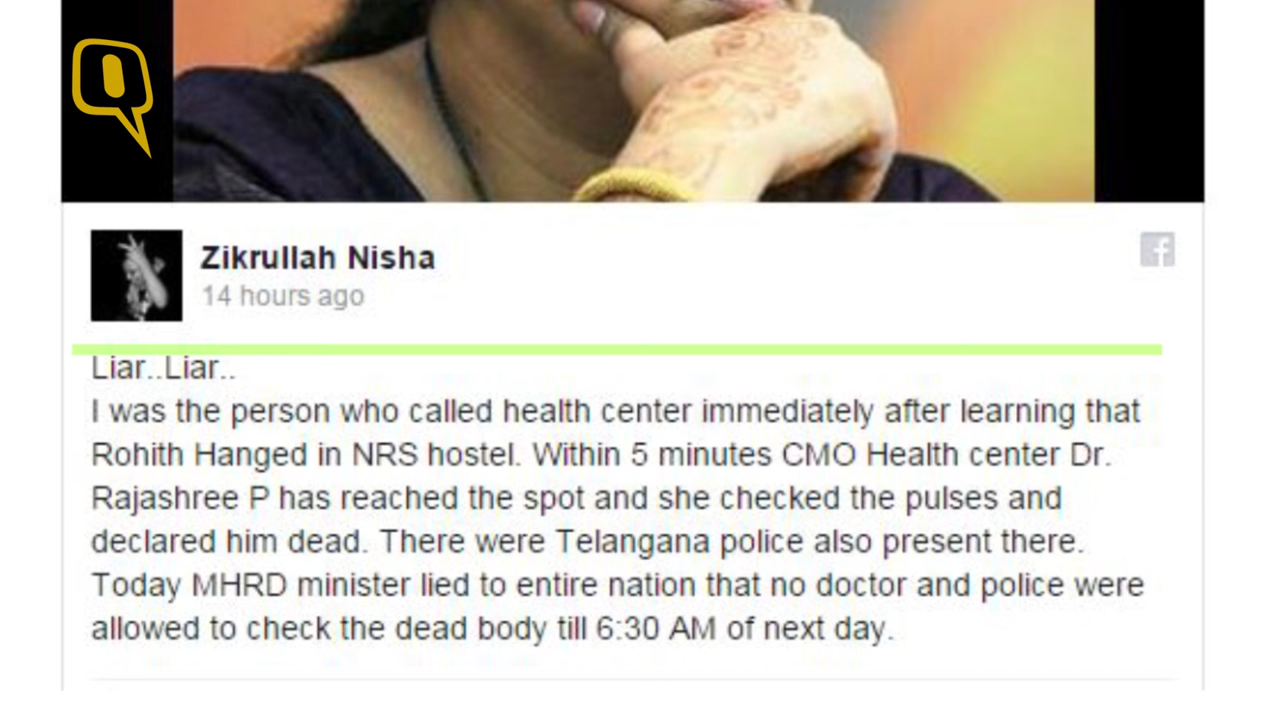 Zikrullah Nisha
14 hours ago
Liar..Liar..
I was the person who called health center immediately after learning that
Rohith Hanged in NRS hostel. Within 5 minutes CMO Health center Dr.
Rajashree P has reached the spot and she checked the pulses and
declared him dead. There were Telangana police also present there.
Today MHRD minister lied to entire nation that no doctor and police were
allowed to check the dead body till 6:30 AM of next day.